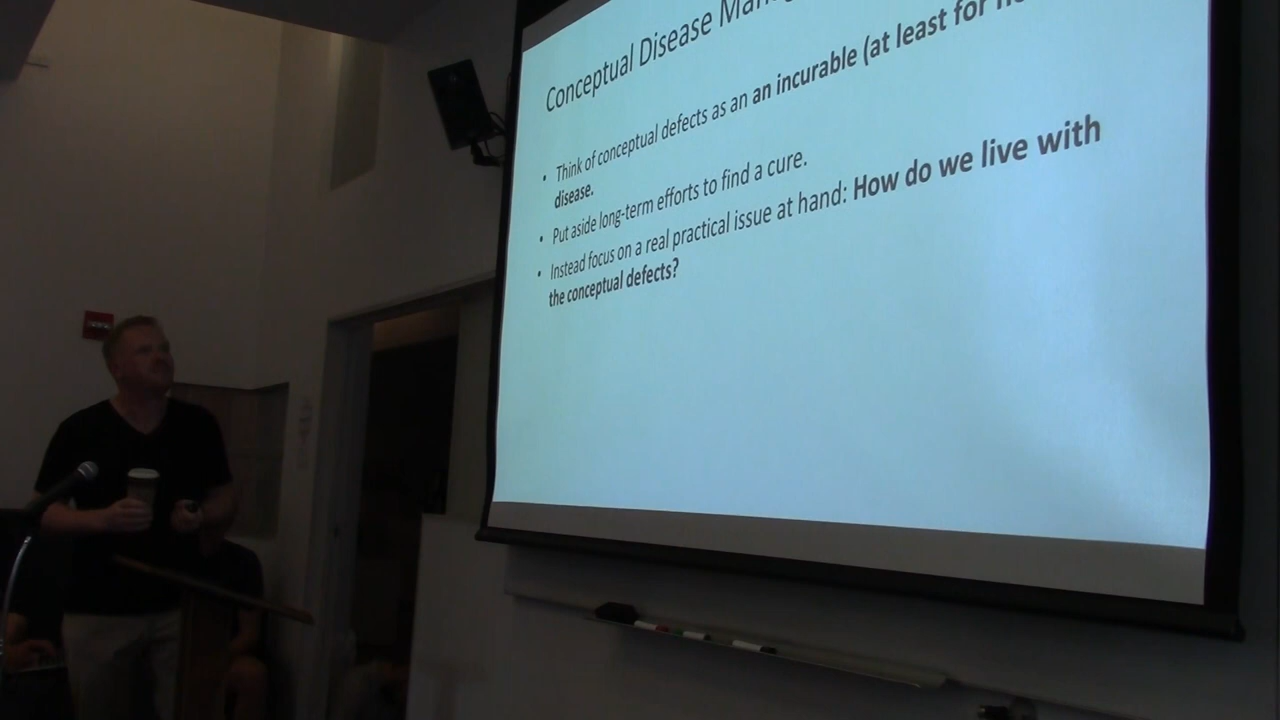 Conceptual Disease
• Think of conceptual defects as an an incurable (at least for
disease.
• Put aside long-term efforts to find a cure.
• Instead focus on a real practical issue at hand: How do we live with
the conceptual defects?